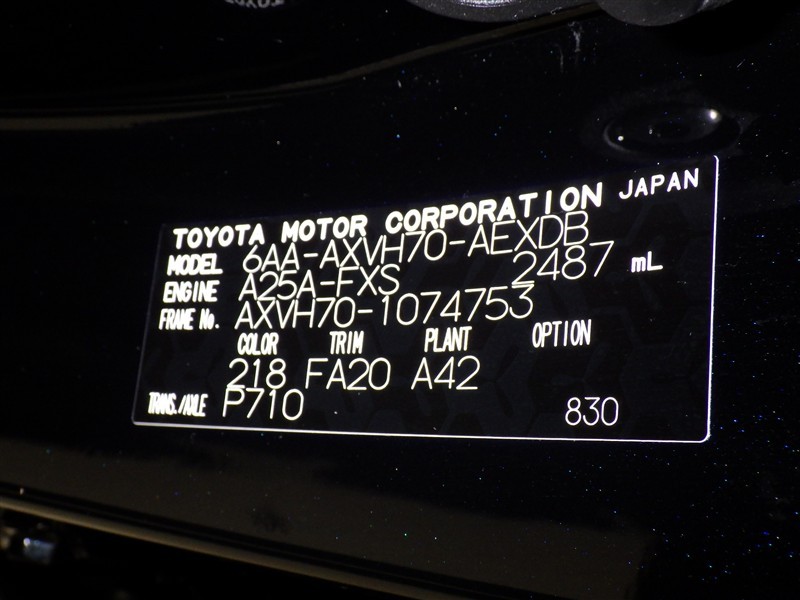 TOYOTA MOTOR CORPORATION JAPAN
MODEL 6AA-AXVH70-AEXDB
ENGINE A25A-FXS 2487 mL
FRAME No. AXVH70-1074753
COLOR TRIM PLANT OPTION
218 FA20 A42
TRANS./AXLE P710 830